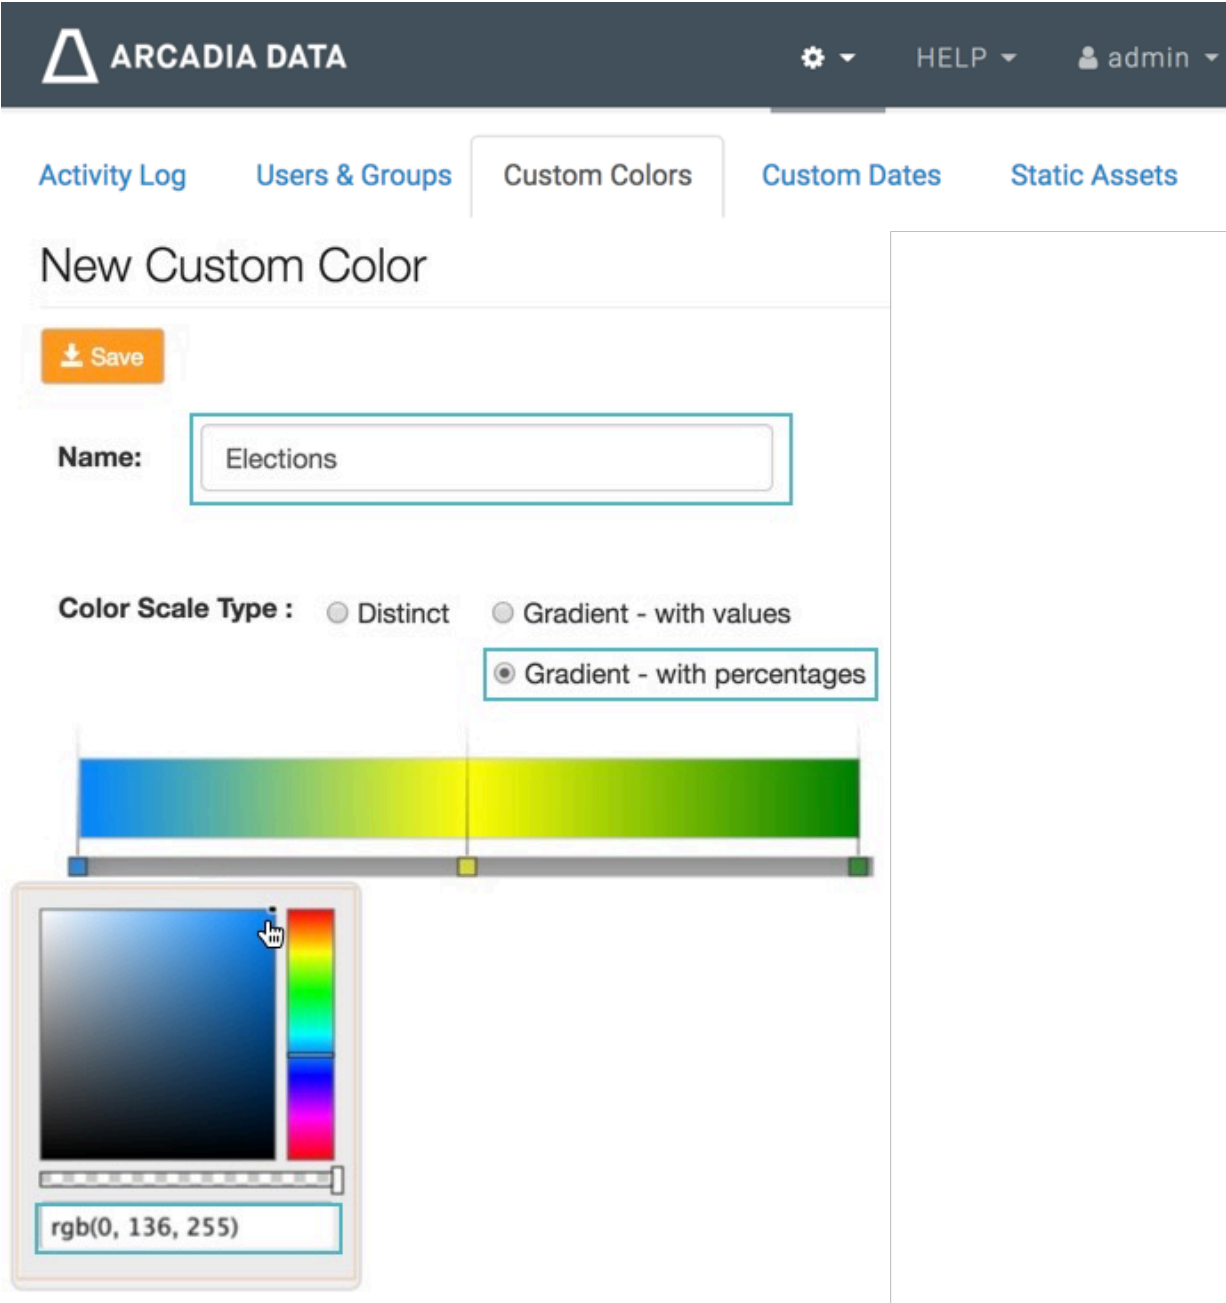 ARCADIA DATA HELP admin
Activity Log Users & Groups Custom Colors Custom Dates Static Assets
New Custom Color
Save
Name: Elections
Color Scale Type : Distinct Gradient - with values
Gradient - with percentages
rgb(0, 136, 255)